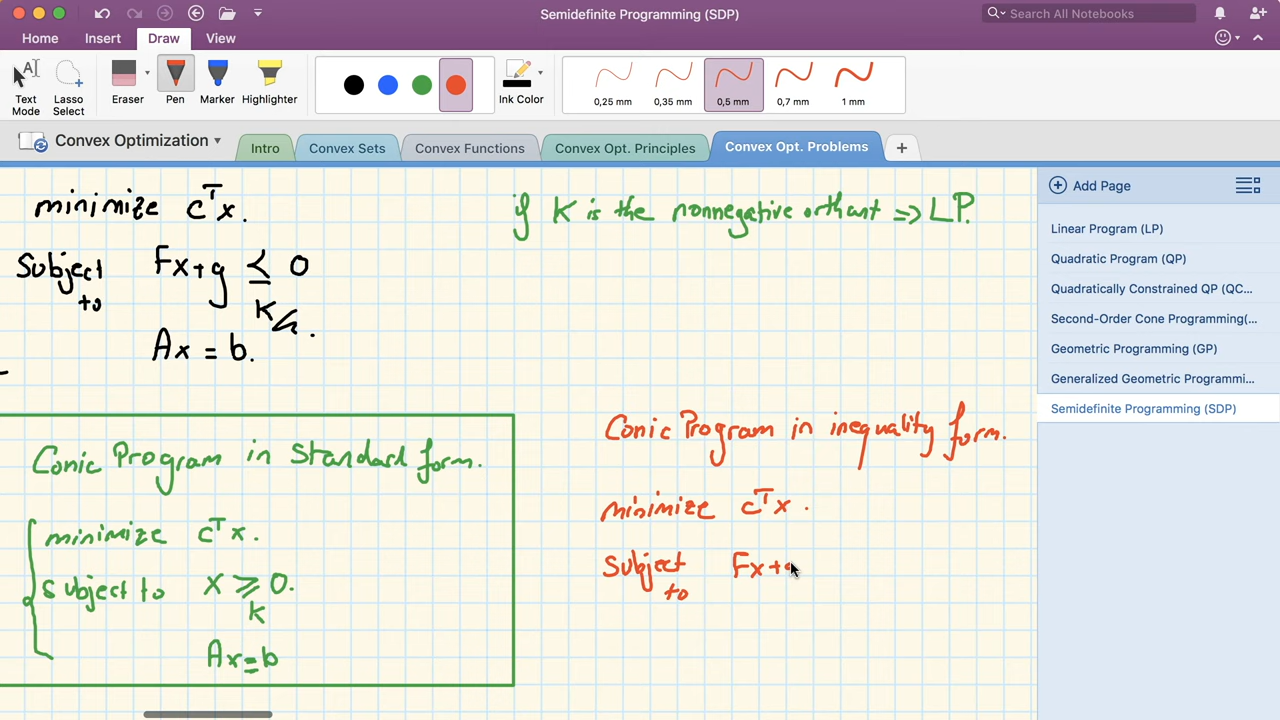 Semidefinite Programming (SDP)
Search All Notebooks
Home Insert Draw View
Text Mode
Lasso Select
Eraser
Pen
Marker
Highlighter
Ink Color
0,25 mm
0,35 mm
0,5 mm
0,7 mm
1 mm
Convex Optimization
Intro
Convex Sets
Convex Functions
Convex Opt. Principles
Convex Opt. Problems
Add Page
Linear Program (LP)
Quadratic Program (QP)
Quadratically Constrained QP (QC...
Second-Order Cone Programming(...
Geometric Programming (GP)
Generalized Geometric Programmi...
Semidefinite Programming (SDP)
minimize cᵀx.
Subject to Fx+g ⪯ 0
K
Ax = b.
if K is the nonnegative orthant => LP.
Conic Program in Standard form.
minimize cᵀx.
subject to x ≽ 0.
K
Ax = b
Conic Program in inequality form.
minimize cᵀx.
Subject to Fx+